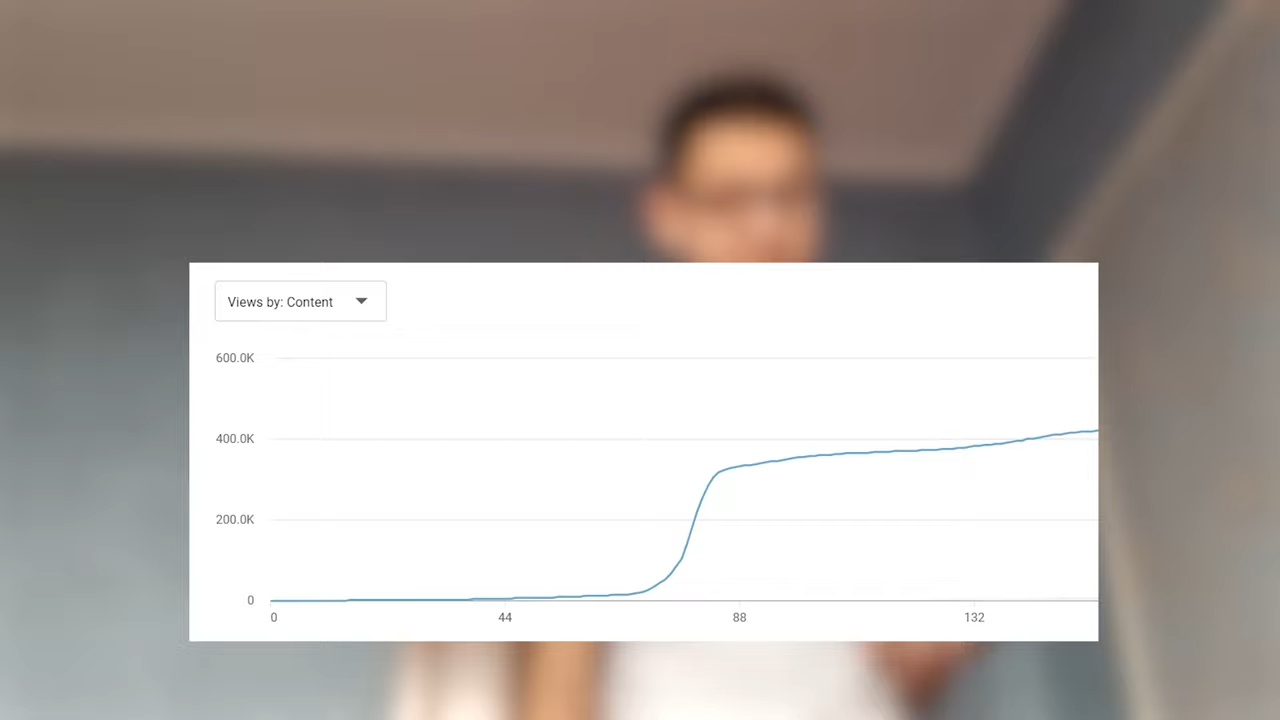 Views by: Content
600.0K
400.0K
200.0K
0
0 44 88 132